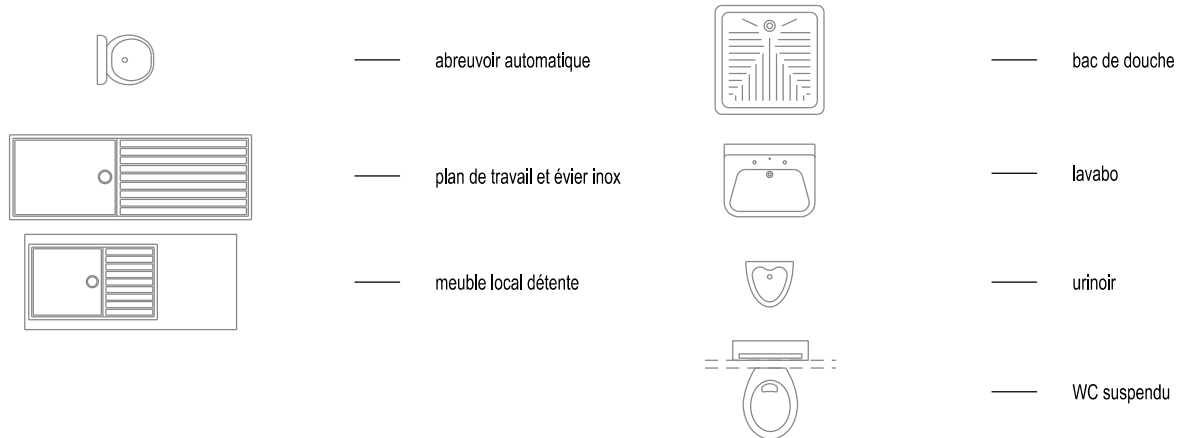 abreuvoir automatique
plan de travail et évier inox
meuble local détente
bac de douche
lavabo
urinoir
WC suspendu